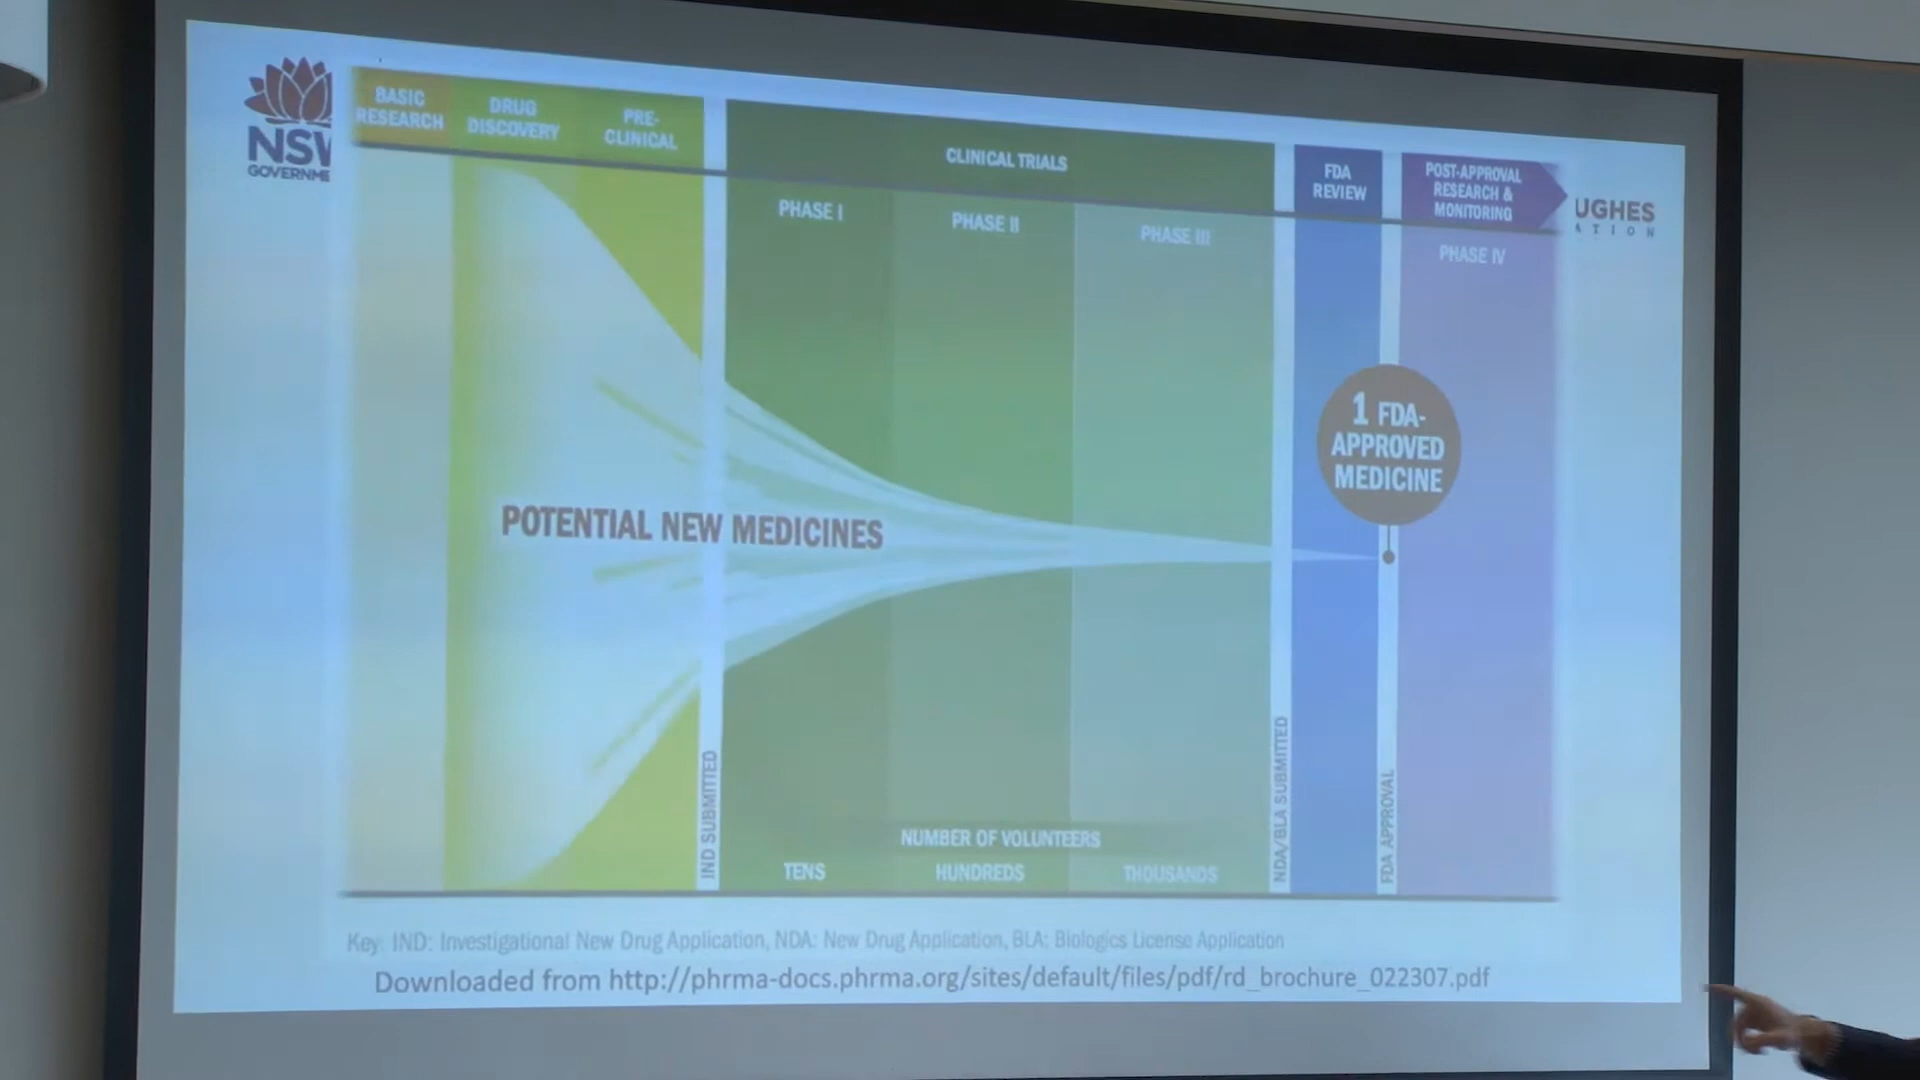 NSW
GOVERNME
BASIC
RESEARCH
DRUG
DISCOVERY
PRE-
CLINICAL
CLINICAL TRIALS
FDA
REVIEW
POST-APPROVAL
RESEARCH &
MONITORING
UGHES
ATION
PHASE I
PHASE II
PHASE III
PHASE IV
1 FDA-
APPROVED
MEDICINE
POTENTIAL NEW MEDICINES
IND SUBMITTED
NDA/BLA SUBMITTED
FDA APPROVAL
NUMBER OF VOLUNTEERS
TENS
HUNDREDS
THOUSANDS
Key: IND: Investigational New Drug Application, NDA: New Drug Application, BLA: Biologics License Application
Downloaded from http://phrma-docs.phrma.org/sites/default/files/pdf/rd_brochure_022307.pdf